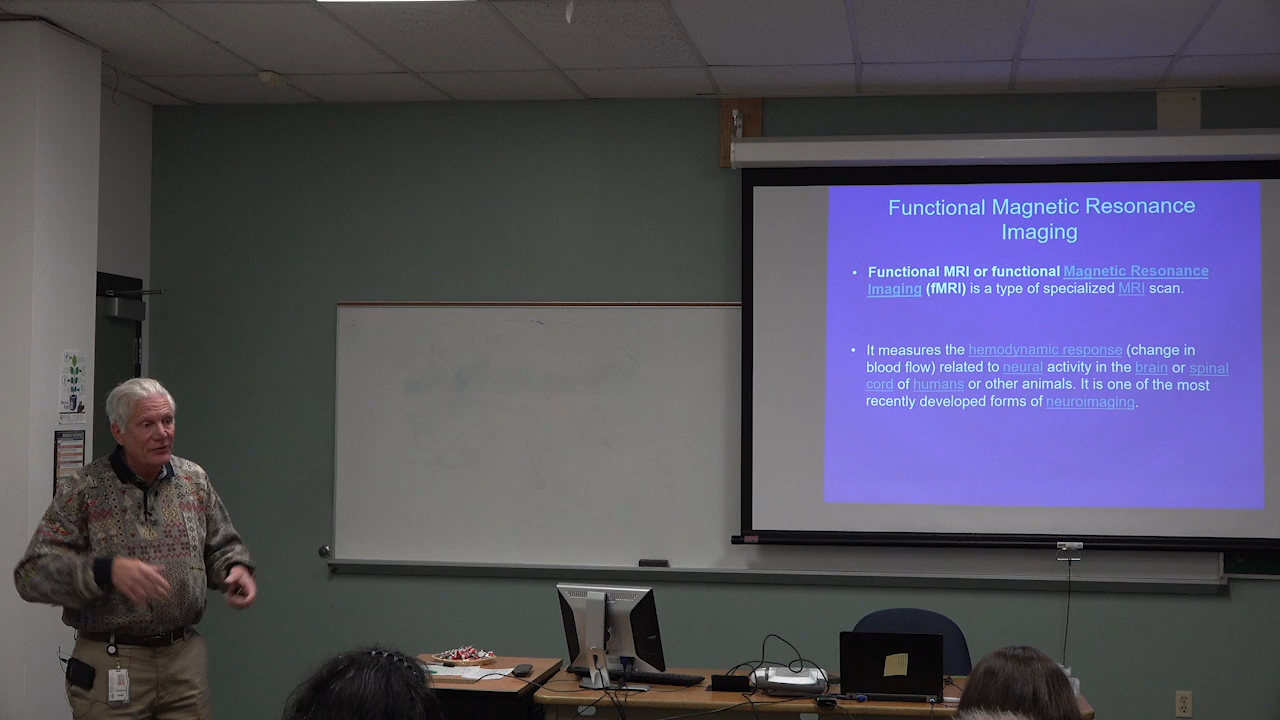 Functional Magnetic Resonance
Imaging
• Functional MRI or functional Magnetic Resonance
Imaging (fMRI) is a type of specialized MRI scan.
• It measures the hemodynamic response (change in
blood flow) related to neural activity in the brain or spinal
cord of humans or other animals. It is one of the most
recently developed forms of neuroimaging.